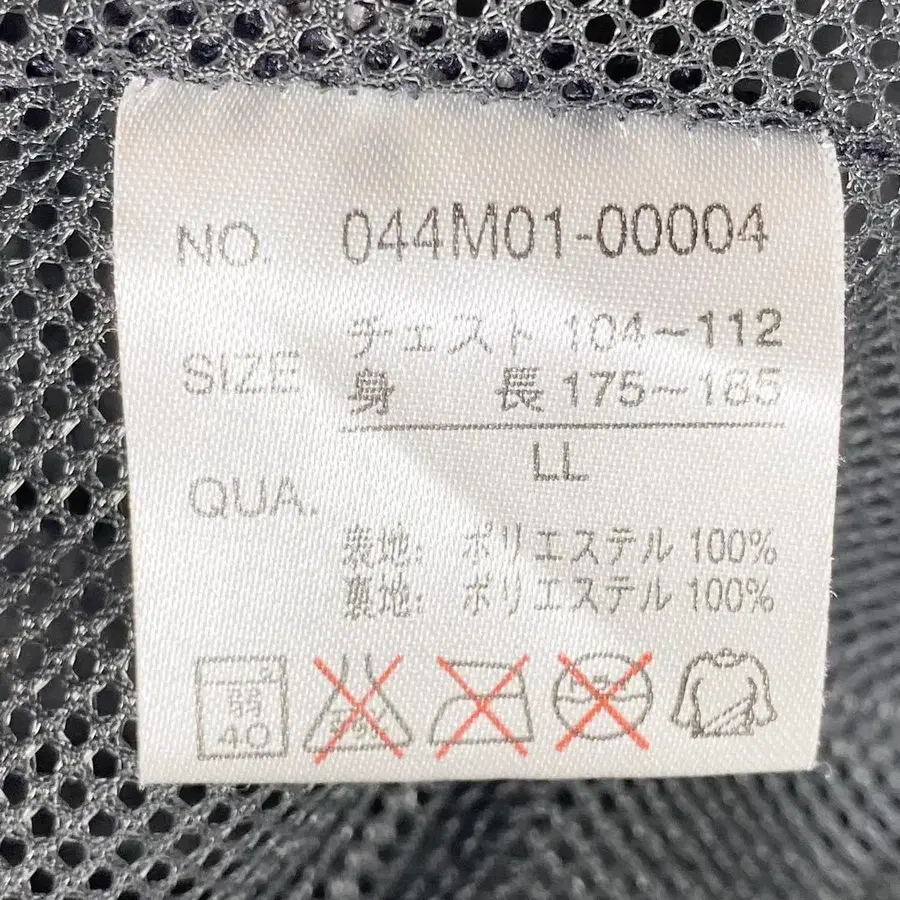 NO. 044M01-00004
SIZE チェスト 104~112
身長 175~185
LL
QUA.
表地: ポリエステル 100%
裏地: ポリエステル 100%
弱
40